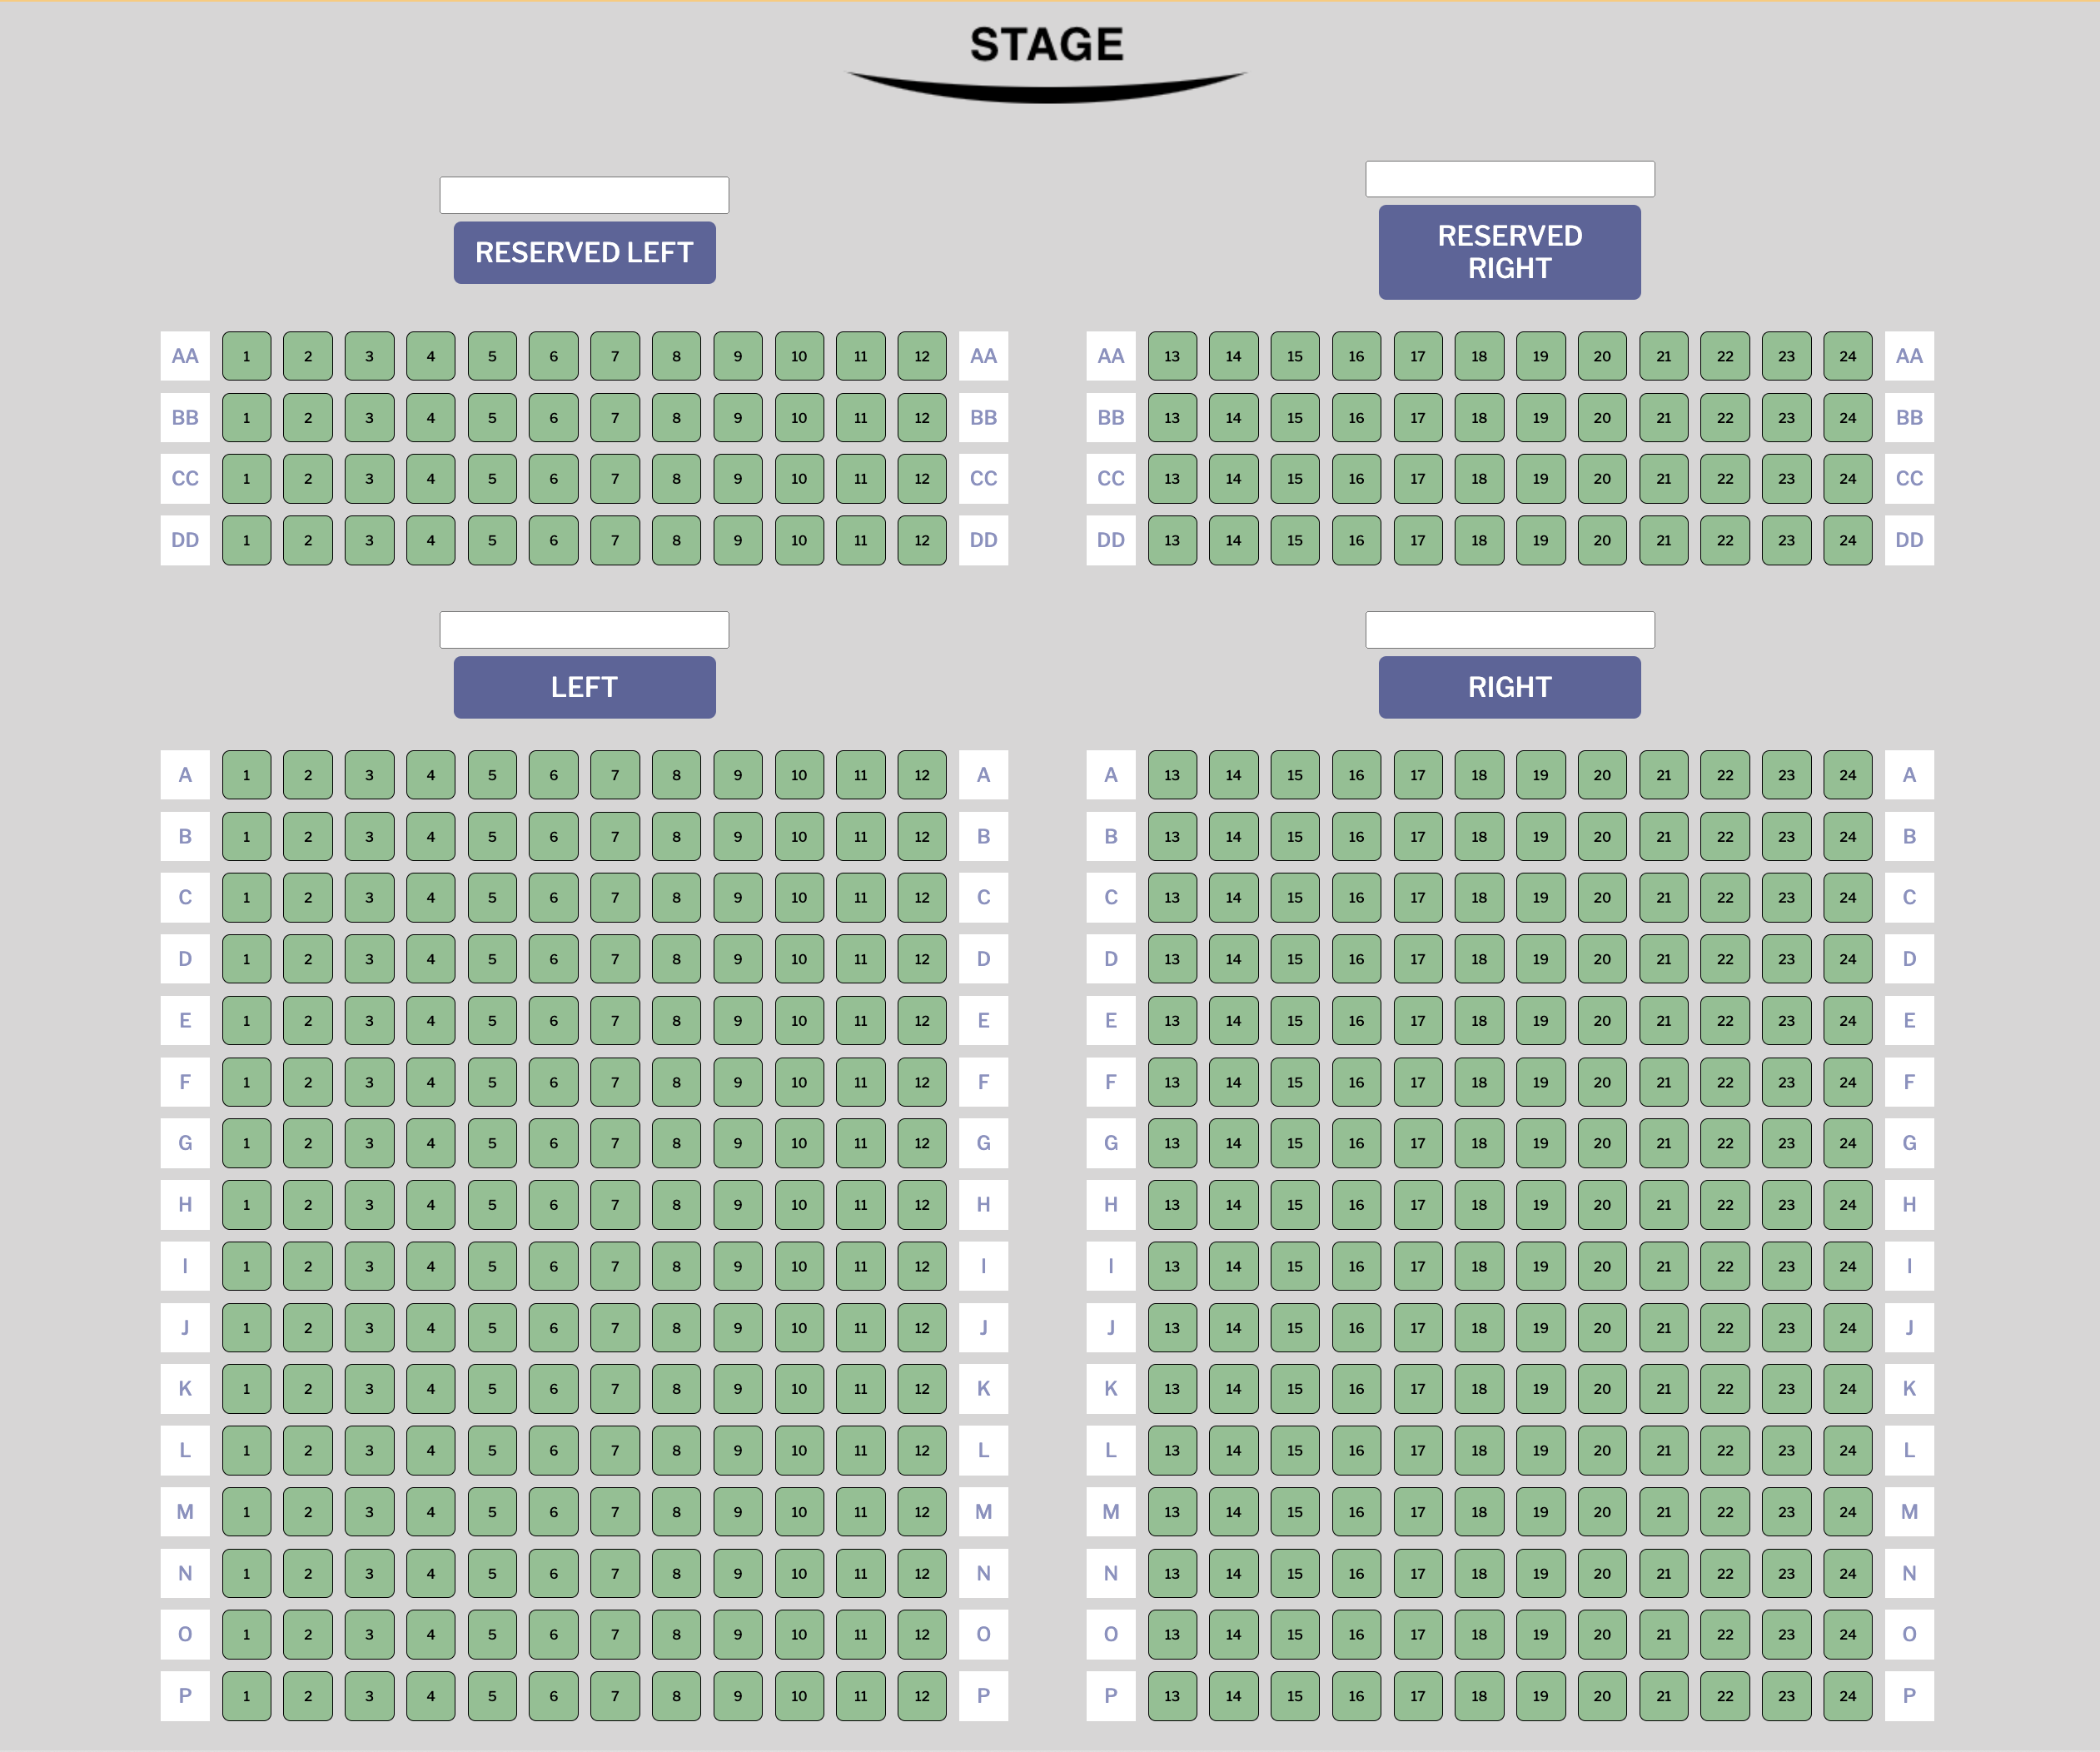 STAGE
RESERVED LEFT
RESERVED
RIGHT
AA 1 2 3 4 5 6 7 8 9 10 11 12 AA AA 13 14 15 16 17 18 19 20 21 22 23 24 AA
BB 1 2 3 4 5 6 7 8 9 10 11 12 BB BB 13 14 15 16 17 18 19 20 21 22 23 24 BB
CC 1 2 3 4 5 6 7 8 9 10 11 12 CC CC 13 14 15 16 17 18 19 20 21 22 23 24 CC
DD 1 2 3 4 5 6 7 8 9 10 11 12 DD DD 13 14 15 16 17 18 19 20 21 22 23 24 DD
LEFT RIGHT
A 1 2 3 4 5 6 7 8 9 10 11 12 A A 13 14 15 16 17 18 19 20 21 22 23 24 A
B 1 2 3 4 5 6 7 8 9 10 11 12 B B 13 14 15 16 17 18 19 20 21 22 23 24 B
C 1 2 3 4 5 6 7 8 9 10 11 12 C C 13 14 15 16 17 18 19 20 21 22 23 24 C
D 1 2 3 4 5 6 7 8 9 10 11 12 D D 13 14 15 16 17 18 19 20 21 22 23 24 D
E 1 2 3 4 5 6 7 8 9 10 11 12 E E 13 14 15 16 17 18 19 20 21 22 23 24 E
F 1 2 3 4 5 6 7 8 9 10 11 12 F F 13 14 15 16 17 18 19 20 21 22 23 24 F
G 1 2 3 4 5 6 7 8 9 10 11 12 G G 13 14 15 16 17 18 19 20 21 22 23 24 G
H 1 2 3 4 5 6 7 8 9 10 11 12 H H 13 14 15 16 17 18 19 20 21 22 23 24 H
I 1 2 3 4 5 6 7 8 9 10 11 12 I I 13 14 15 16 17 18 19 20 21 22 23 24 I
J 1 2 3 4 5 6 7 8 9 10 11 12 J J 13 14 15 16 17 18 19 20 21 22 23 24 J
K 1 2 3 4 5 6 7 8 9 10 11 12 K K 13 14 15 16 17 18 19 20 21 22 23 24 K
L 1 2 3 4 5 6 7 8 9 10 11 12 L L 13 14 15 16 17 18 19 20 21 22 23 24 L
M 1 2 3 4 5 6 7 8 9 10 11 12 M M 13 14 15 16 17 18 19 20 21 22 23 24 M
N 1 2 3 4 5 6 7 8 9 10 11 12 N N 13 14 15 16 17 18 19 20 21 22 23 24 N
O 1 2 3 4 5 6 7 8 9 10 11 12 O O 13 14 15 16 17 18 19 20 21 22 23 24 O
P 1 2 3 4 5 6 7 8 9 10 11 12 P P 13 14 15 16 17 18 19 20 21 22 23 24 P